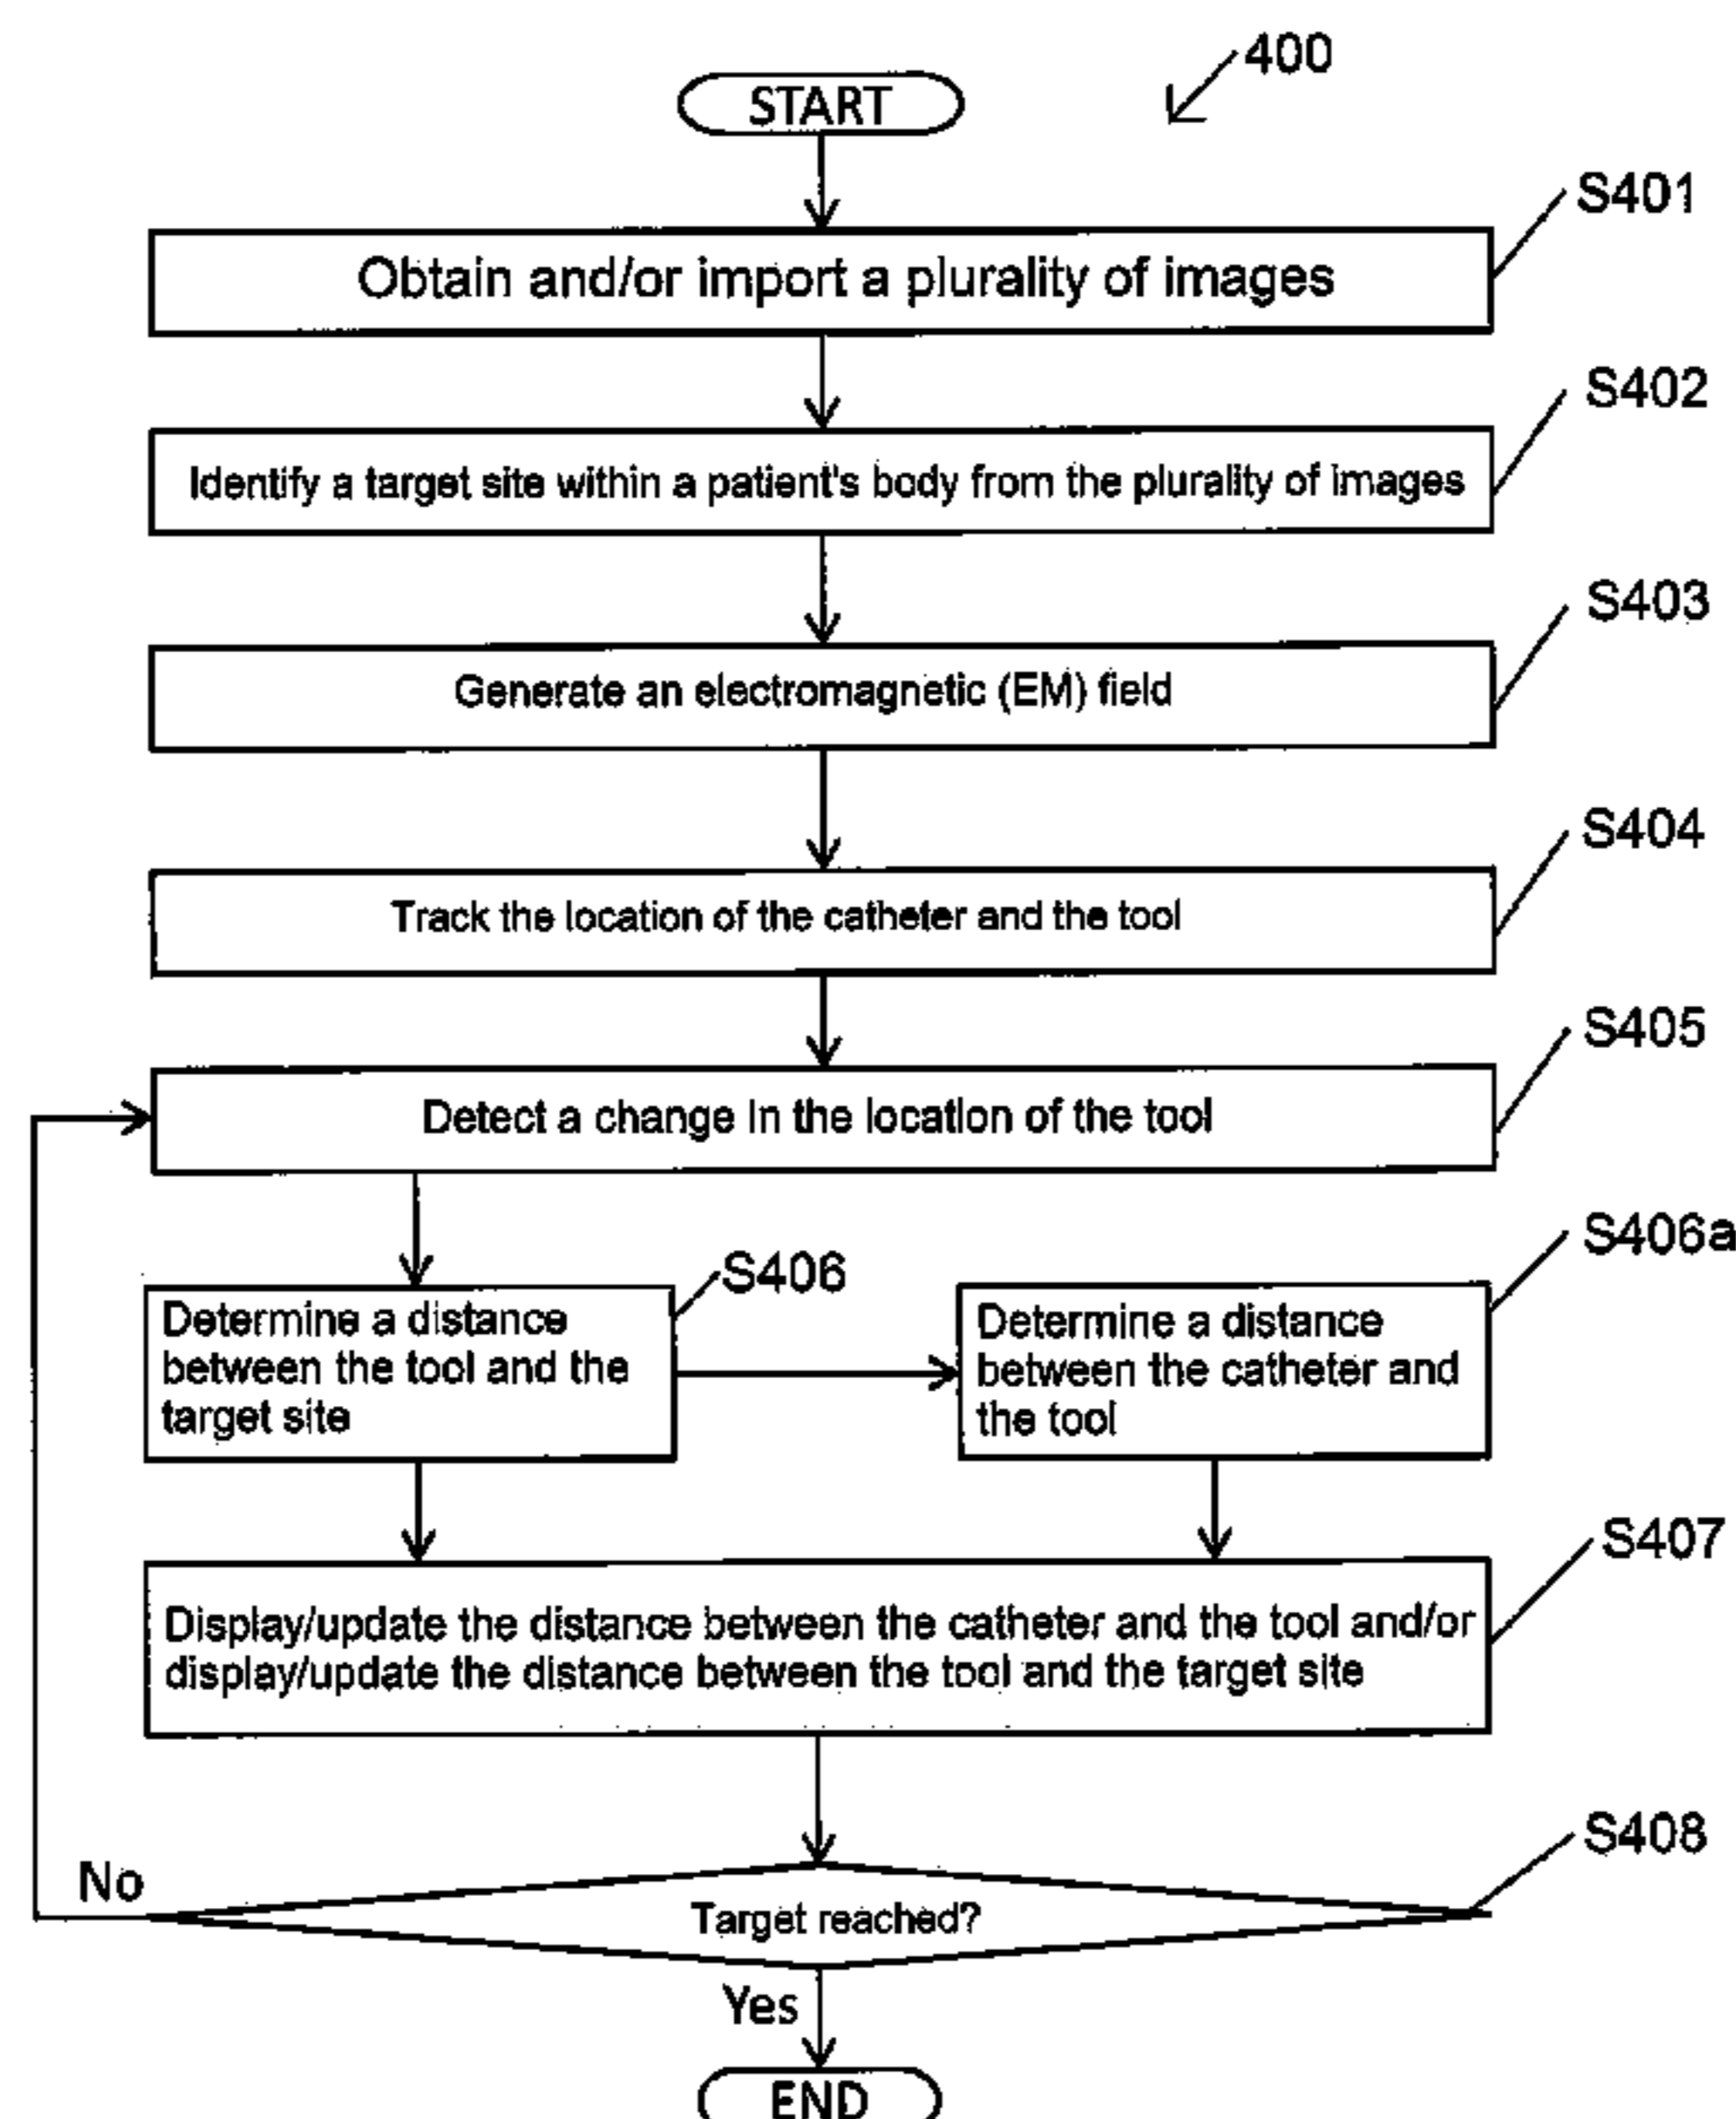 400
START
S401
Obtain and/or import a plurality of images
S402
Identify a target site within a patient's body from the plurality of images
S403
Generate an electromagnetic (EM) field
S404
Track the location of the catheter and the tool
S405
Detect a change in the location of the tool
S406
Determine a distance
between the tool and the
target site
S406a
Determine a distance
between the catheter and
the tool
S407
Display/update the distance between the catheter and the tool and/or
display/update the distance between the tool and the target site
S408
Target reached?
No
Yes
END